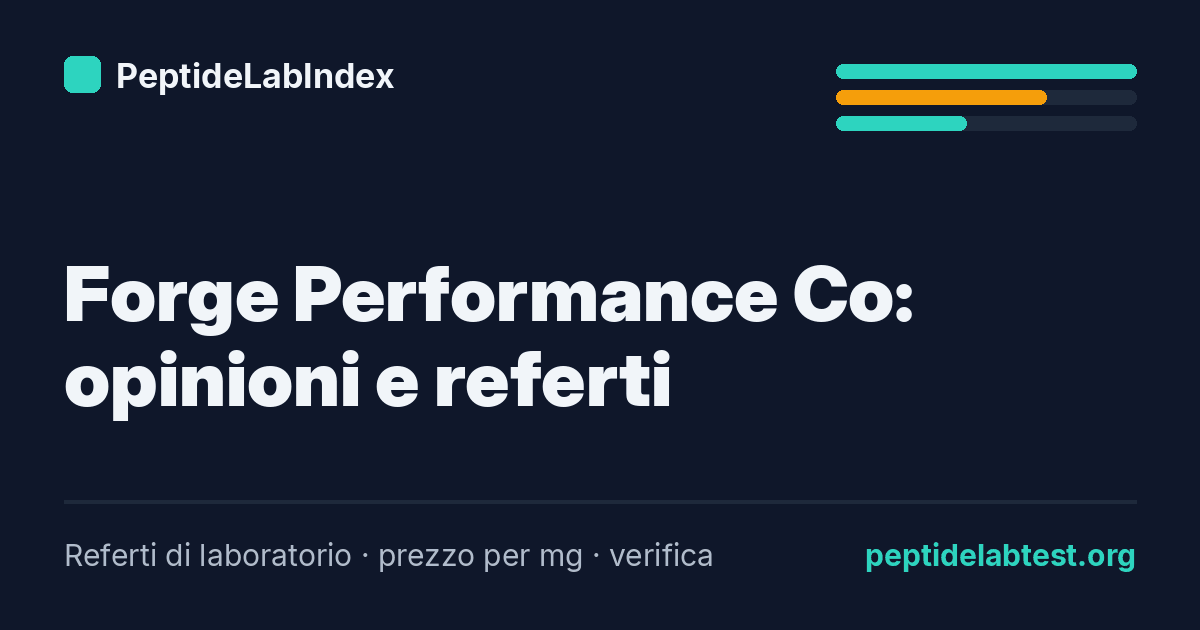 PeptideLabIndex
Forge Performance Co:
opinioni e referti
Referti di laboratorio · prezzo per mg · verifica
peptidelabtest.org